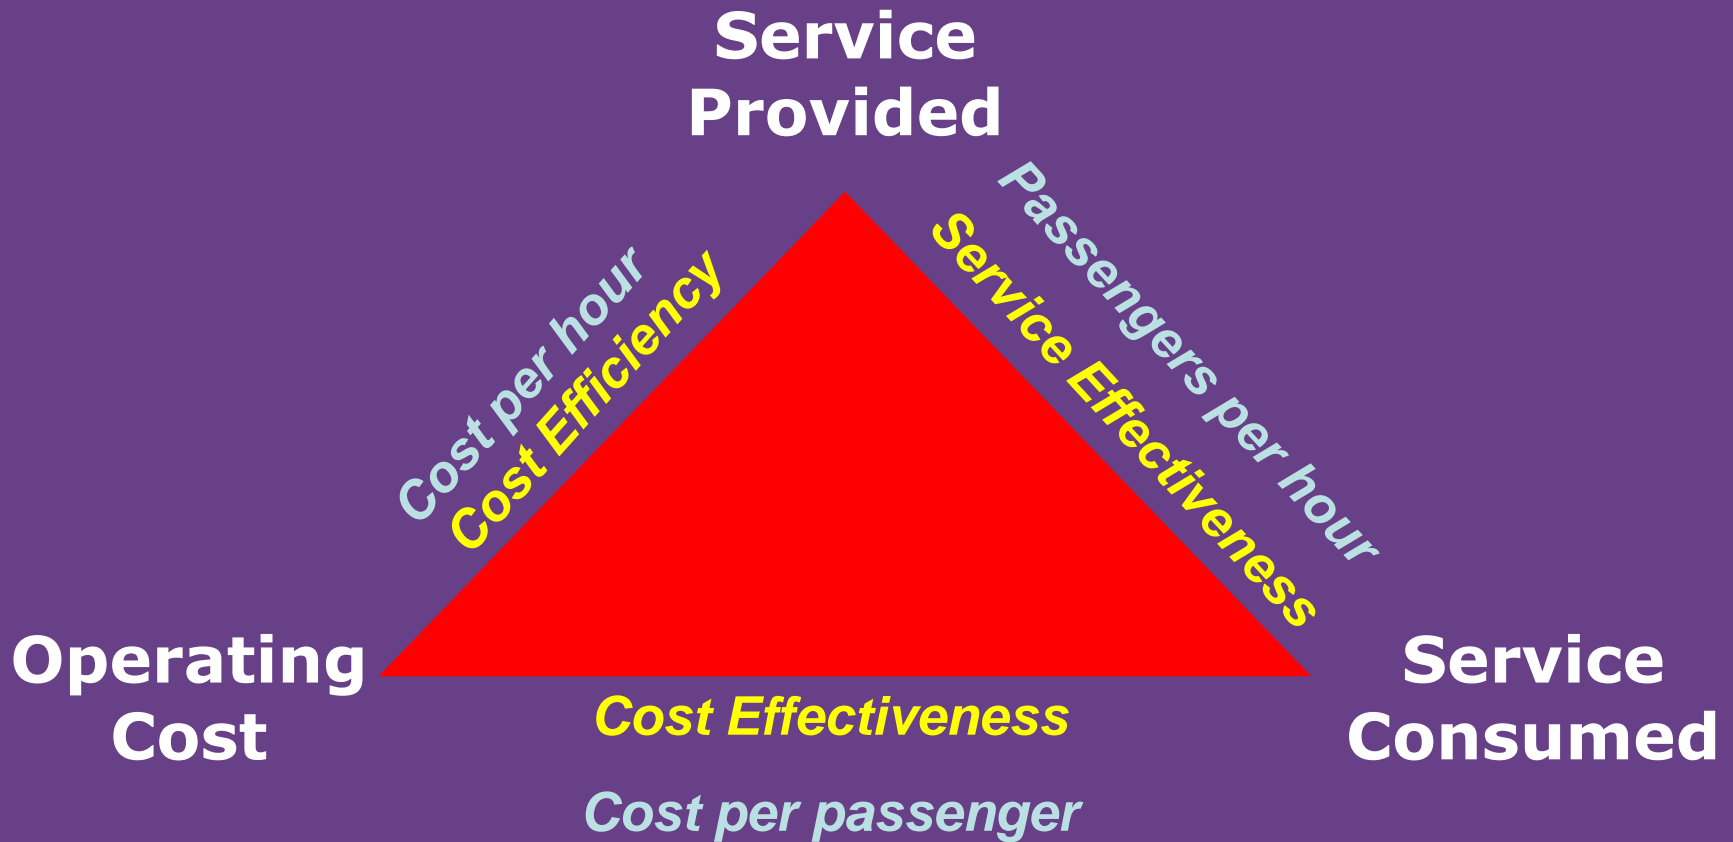 Service
Provided
Cost per hour
Cost Efficiency
Passengers per hour
Service Effectiveness
Operating
Cost
Service
Consumed
Cost Effectiveness
Cost per passenger